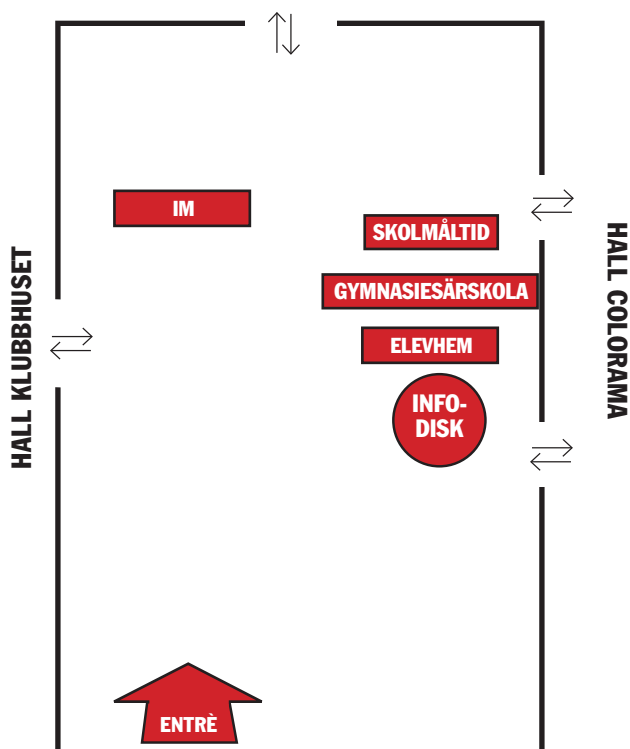 IM
SKOLMÅLTID
GYMNASIESÄRSKOLA
ELEVHEM
INFO-
DISK
HALL KLUBBHUSET
HALL COLORAMA
ENTRÈ